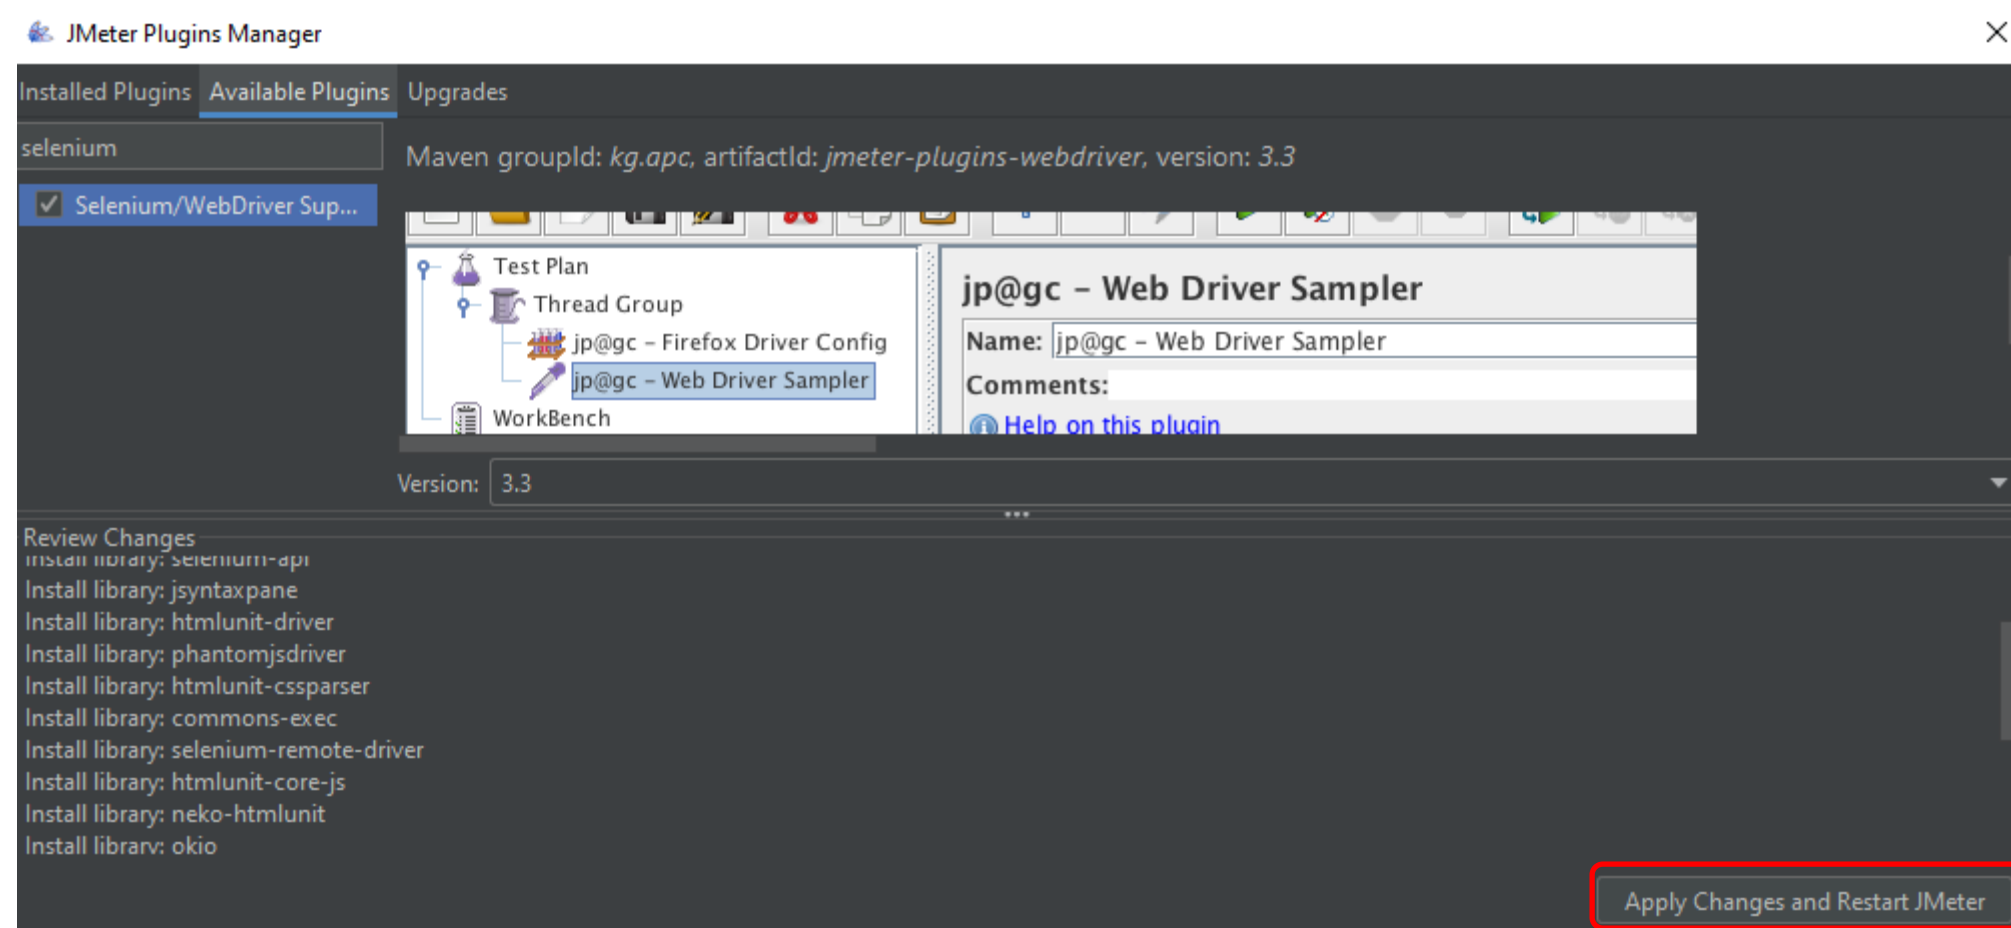 JMeter Plugins Manager
Installed Plugins Available Plugins Upgrades
selenium
Selenium/WebDriver Sup...
Maven groupId: kg.apc, artifactId: jmeter-plugins-webdriver, version: 3.3
Test Plan
Thread Group
jp@gc – Firefox Driver Config
jp@gc – Web Driver Sampler
WorkBench
jp@gc – Web Driver Sampler
Name: jp@gc – Web Driver Sampler
Comments:
Help on this plugin
Version: 3.3
Review Changes
Install library: selenium-api
Install library: jsyntaxpane
Install library: htmlunit-driver
Install library: phantomjsdriver
Install library: htmlunit-cssparser
Install library: commons-exec
Install library: selenium-remote-driver
Install library: htmlunit-core-js
Install library: neko-htmlunit
Install library: okio
Apply Changes and Restart JMeter